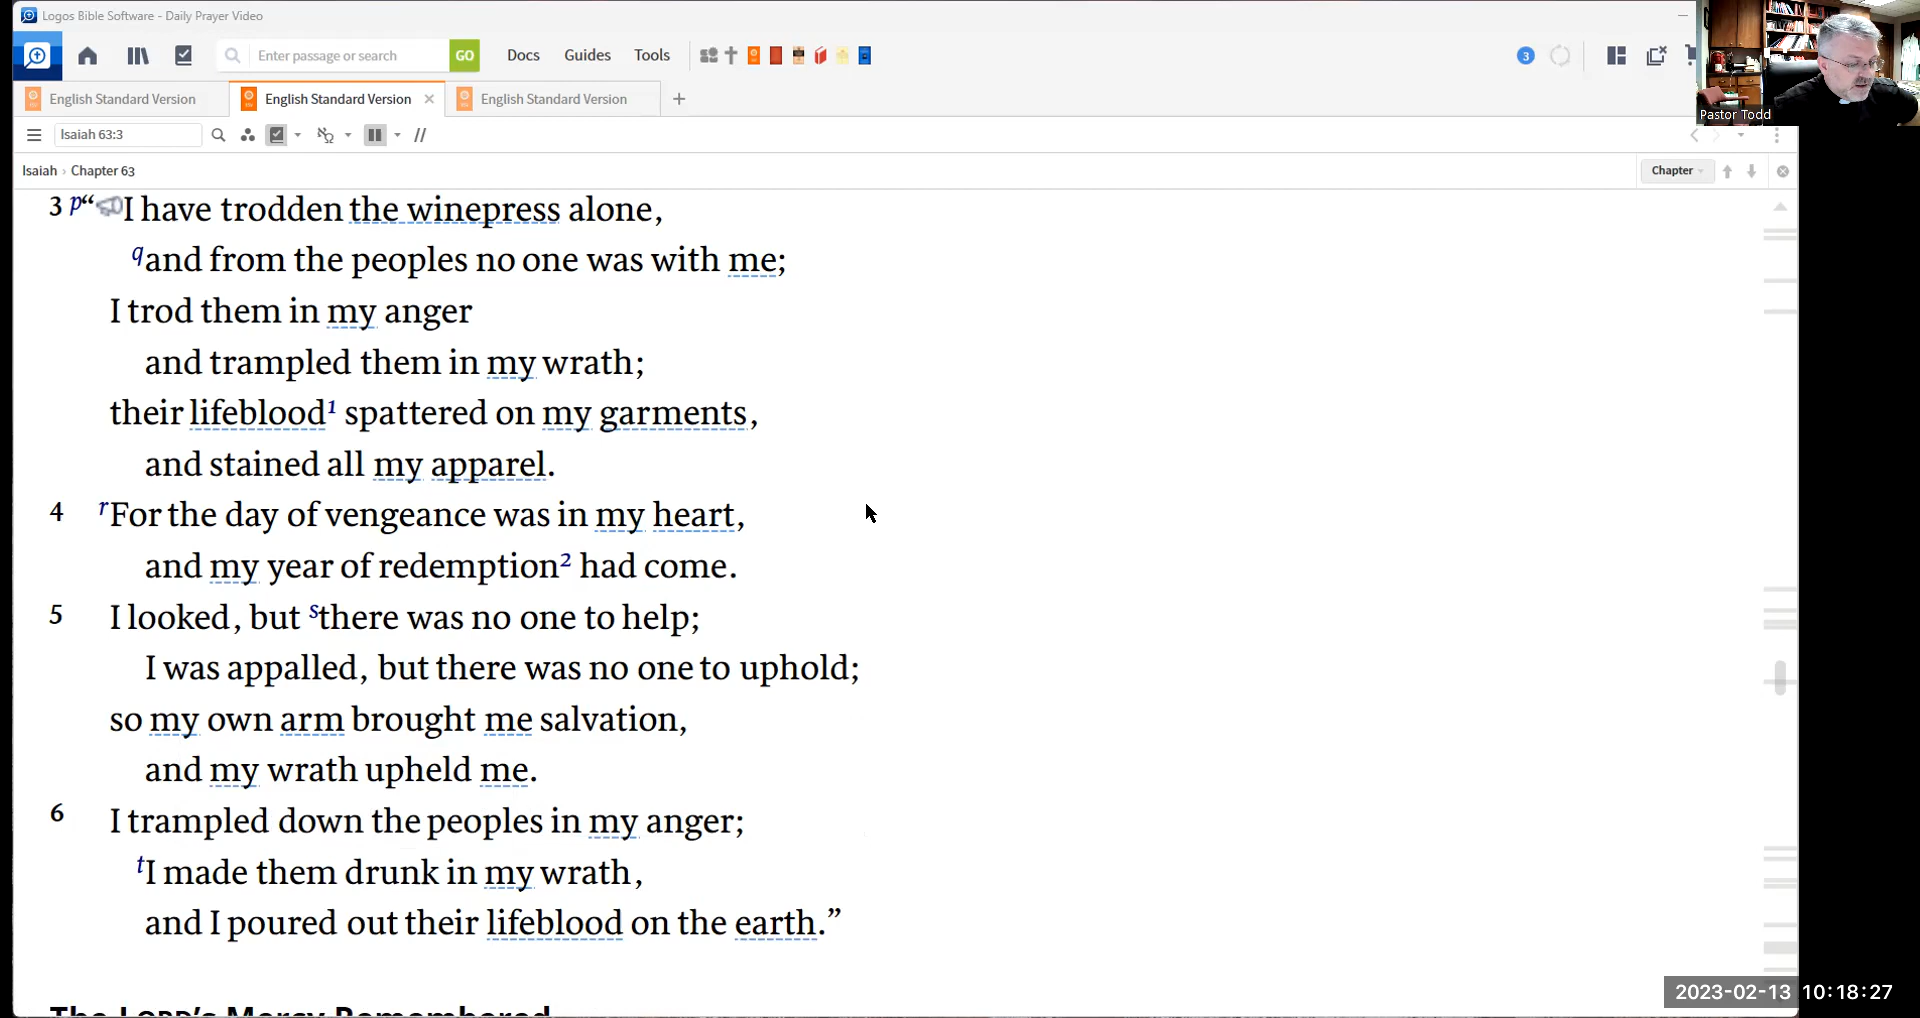 Logos Bible Software - Daily Prayer Video
Enter passage or search GO Docs Guides Tools 3
English Standard Version English Standard Version English Standard Version
Pastor Todd
Isaiah 63:3
Isaiah › Chapter 63 Chapter
3 p“I have trodden the winepress alone,
q and from the peoples no one was with me;
I trod them in my anger
and trampled them in my wrath;
their lifeblood1 spattered on my garments,
and stained all my apparel.
4 r For the day of vengeance was in my heart,
and my year of redemption2 had come.
5 I looked, but s there was no one to help;
I was appalled, but there was no one to uphold;
so my own arm brought me salvation,
and my wrath upheld me.
6 I trampled down the peoples in my anger;
t I made them drunk in my wrath,
and I poured out their lifeblood on the earth.”
The LORD’s Mercy Remembered
2023-02-13 10:18:27